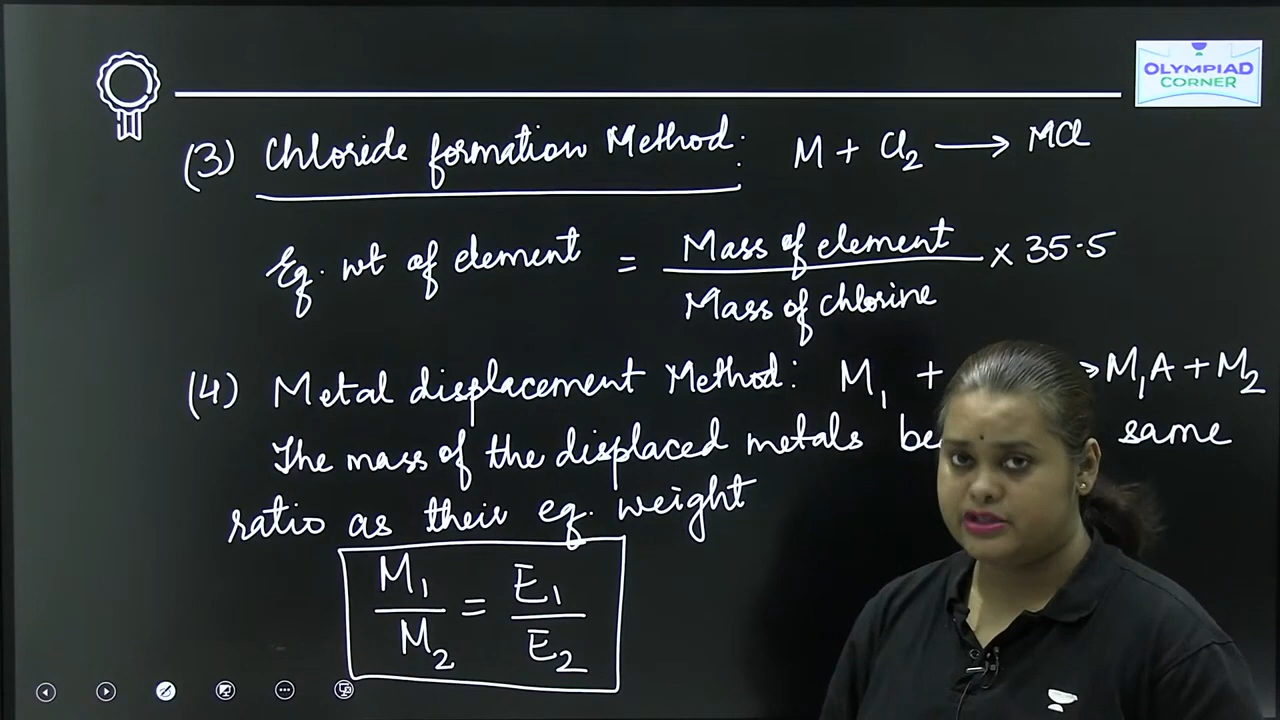 OLYMPIAD
CORNER
(3) Chloride formation Method: M + Cl₂ ⟶ MCl
Eq. wt of element = Mass of element / Mass of chlorine × 35.5
(4) Metal displacement Method: M₁ + → M₁A + M₂
The mass of the displaced metals same
ratio as their eq. weight
M₁/M₂ = E₁/E₂